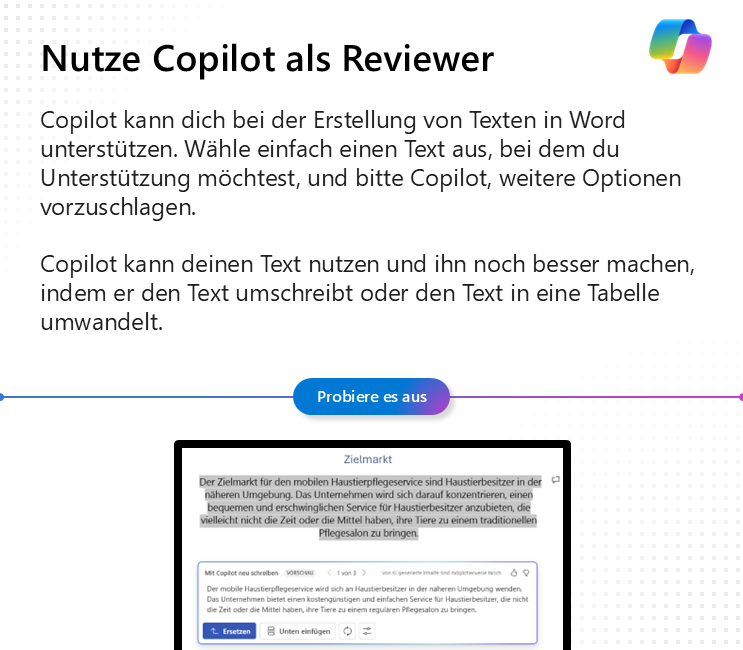 Nutze Copilot als Reviewer
Copilot kann dich bei der Erstellung von Texten in Word
unterstützen. Wähle einfach einen Text aus, bei dem du
Unterstützung möchtest, und bitte Copilot, weitere Optionen
vorzuschlagen.
Copilot kann deinen Text nutzen und ihn noch besser machen,
indem er den Text umschreibt oder den Text in eine Tabelle
umwandelt.
Probiere es aus
Zielmarkt
Der Zielmarkt für den mobilen Haustierpflegeservice sind Haustierbesitzer in der
näheren Umgebung. Das Unternehmen wird sich darauf konzentrieren, einen
bequemen und erschwinglichen Service für Haustierbesitzer anzubieten, die
vielleicht nicht die Zeit oder die Mittel haben, ihre Tiere zu einem traditionellen
Pflegesalon zu bringen.
Mit Copilot neu schreiben VORSCHAU 1 von 3 Von KI generierte Inhalte sind möglicherweise falsch
Der mobile Haustierpflegeservice wird sich an Haustierbesitzer in der näheren Umgebung wenden.
Das Unternehmen bietet einen kostengünstigen und einfachen Service für Haustierbesitzer, die nicht
die Zeit oder die Mittel haben, ihre Tiere zu einem regulären Pflegesalon zu bringen.
Ersetzen Unten einfügen